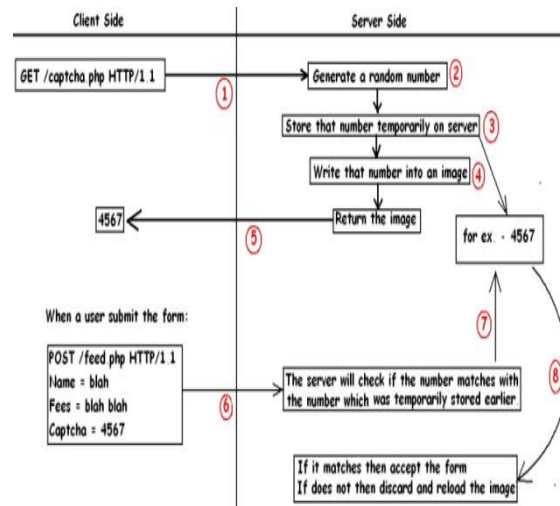 Client Side
Server Side
GET /captcha.php HTTP/1.1
1
Generate a random number
2
Store that number temporarily on server
3
Write that number into an image
4
4567
5
Return the image
for ex. - 4567
When a user submit the form:
7
POST /feed.php HTTP/1.1
Name = blah
Fees = blah blah
Captcha = 4567
6
The server will check if the number matches with
the number which was temporarily stored earlier.
8
If it matches then accept the form
If does not then discard and reload the image